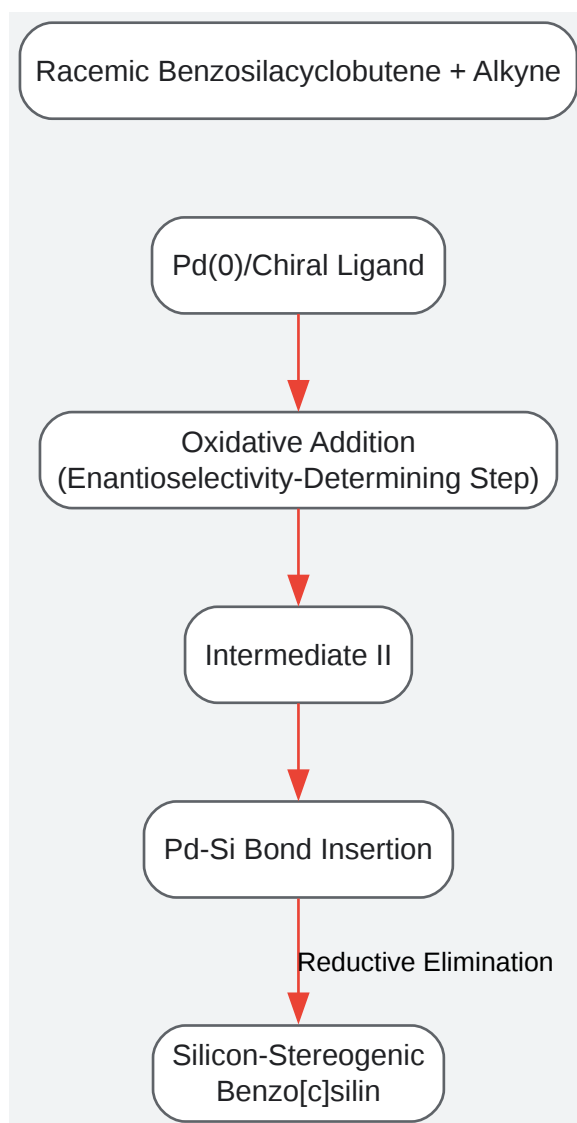 Racemic Benzosilacyclobutene + Alkyne
Pd(0)/Chiral Ligand
Oxidative Addition
(Enantioselectivity-Determining Step)
Intermediate II
Pd-Si Bond Insertion
Reductive Elimination
Silicon-Stereogenic
Benzo[c]silin